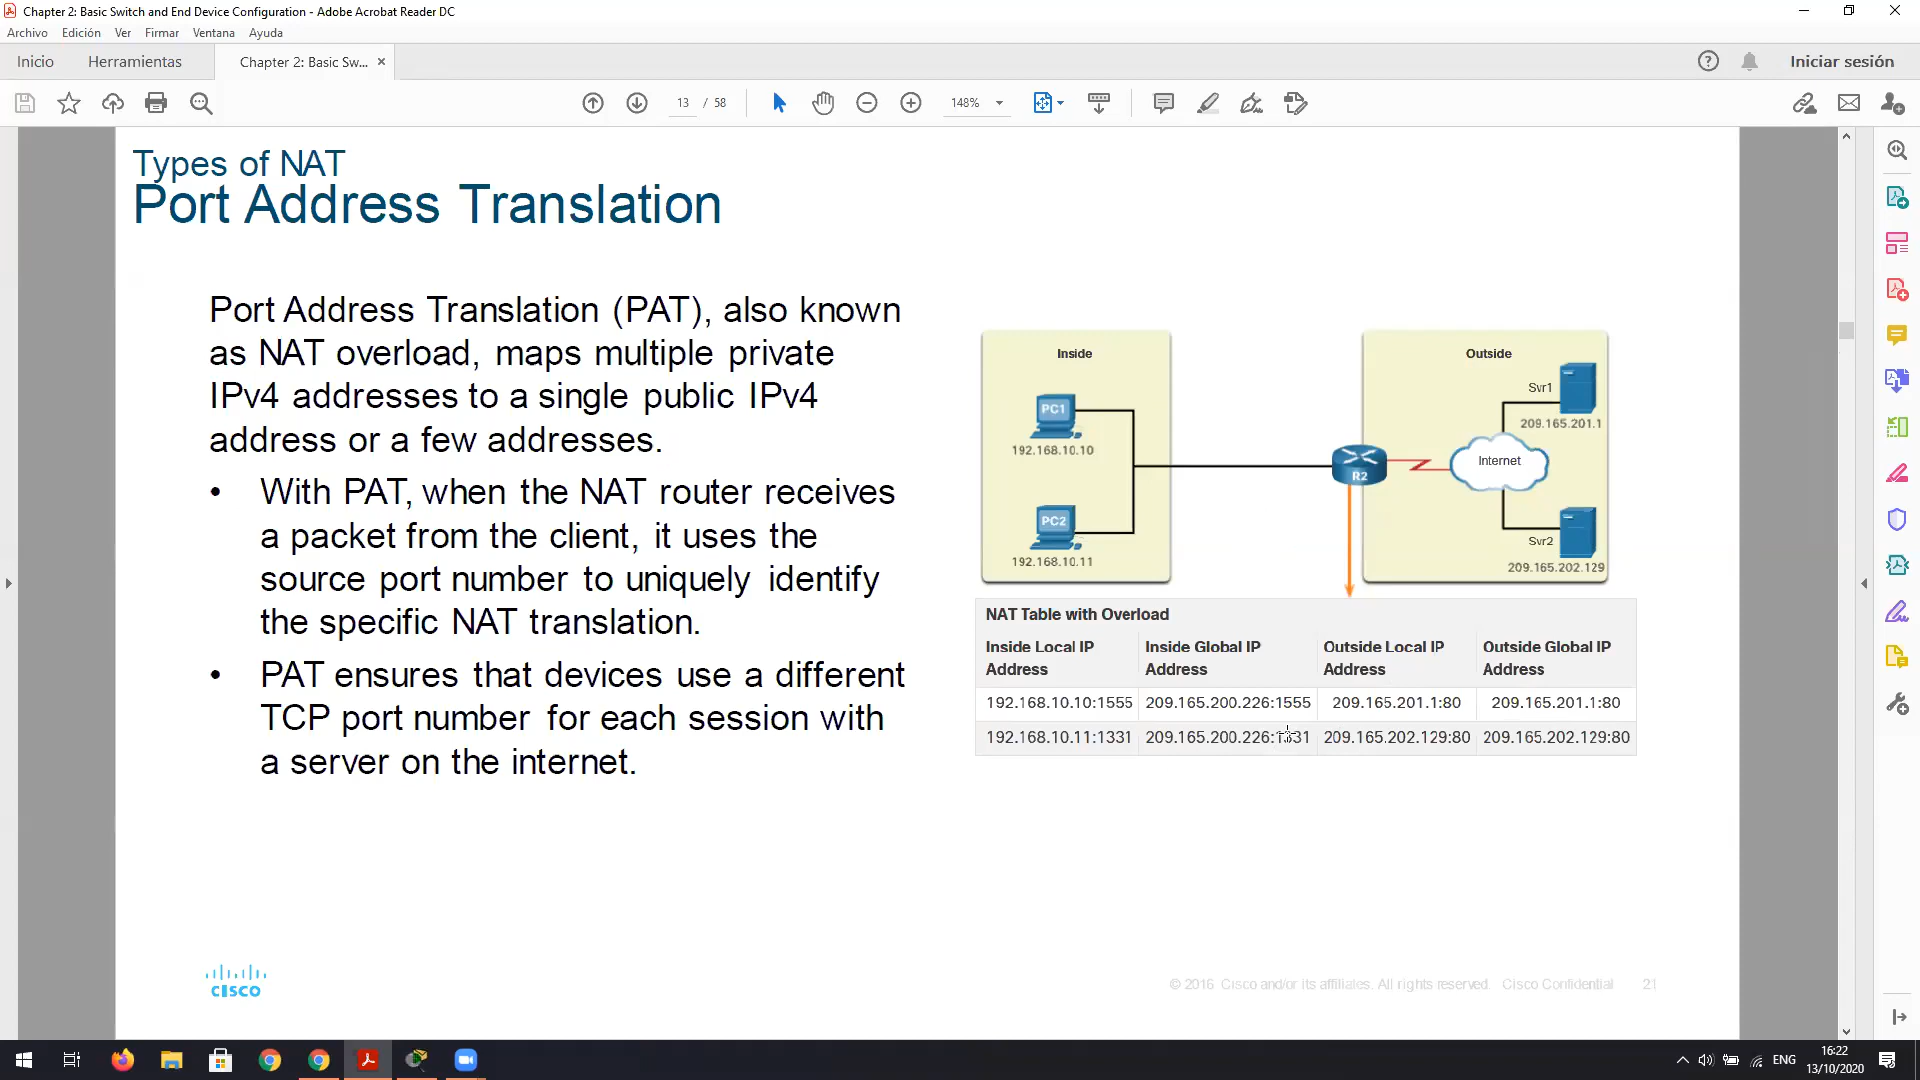 Chapter 2: Basic Switch and End Device Configuration - Adobe Acrobat Reader DC
Archivo Edición Ver Firmar Ventana Ayuda
Inicio Herramientas Chapter 2: Basic Sw... × Iniciar sesión
13 / 58 148%
Types of NAT
Port Address Translation
Port Address Translation (PAT), also known
as NAT overload, maps multiple private
IPv4 addresses to a single public IPv4
address or a few addresses.
• With PAT, when the NAT router receives
a packet from the client, it uses the
source port number to uniquely identify
the specific NAT translation.
• PAT ensures that devices use a different
TCP port number for each session with
a server on the internet.
Inside
PC1
192.168.10.10
PC2
192.168.10.11
R2
Outside
Svr1
209.165.201.1
Internet
Svr2
209.165.202.129
NAT Table with Overload
Inside Local IP Address Inside Global IP Address Outside Local IP Address Outside Global IP Address
192.168.10.10:1555 209.165.200.226:1555 209.165.201.1:80 209.165.201.1:80
192.168.10.11:1331 209.165.200.226:1331 209.165.202.129:80 209.165.202.129:80
CISCO
© 2016 Cisco and/or its affiliates. All rights reserved. Cisco Confidential 21
ENG 16:22
13/10/2020